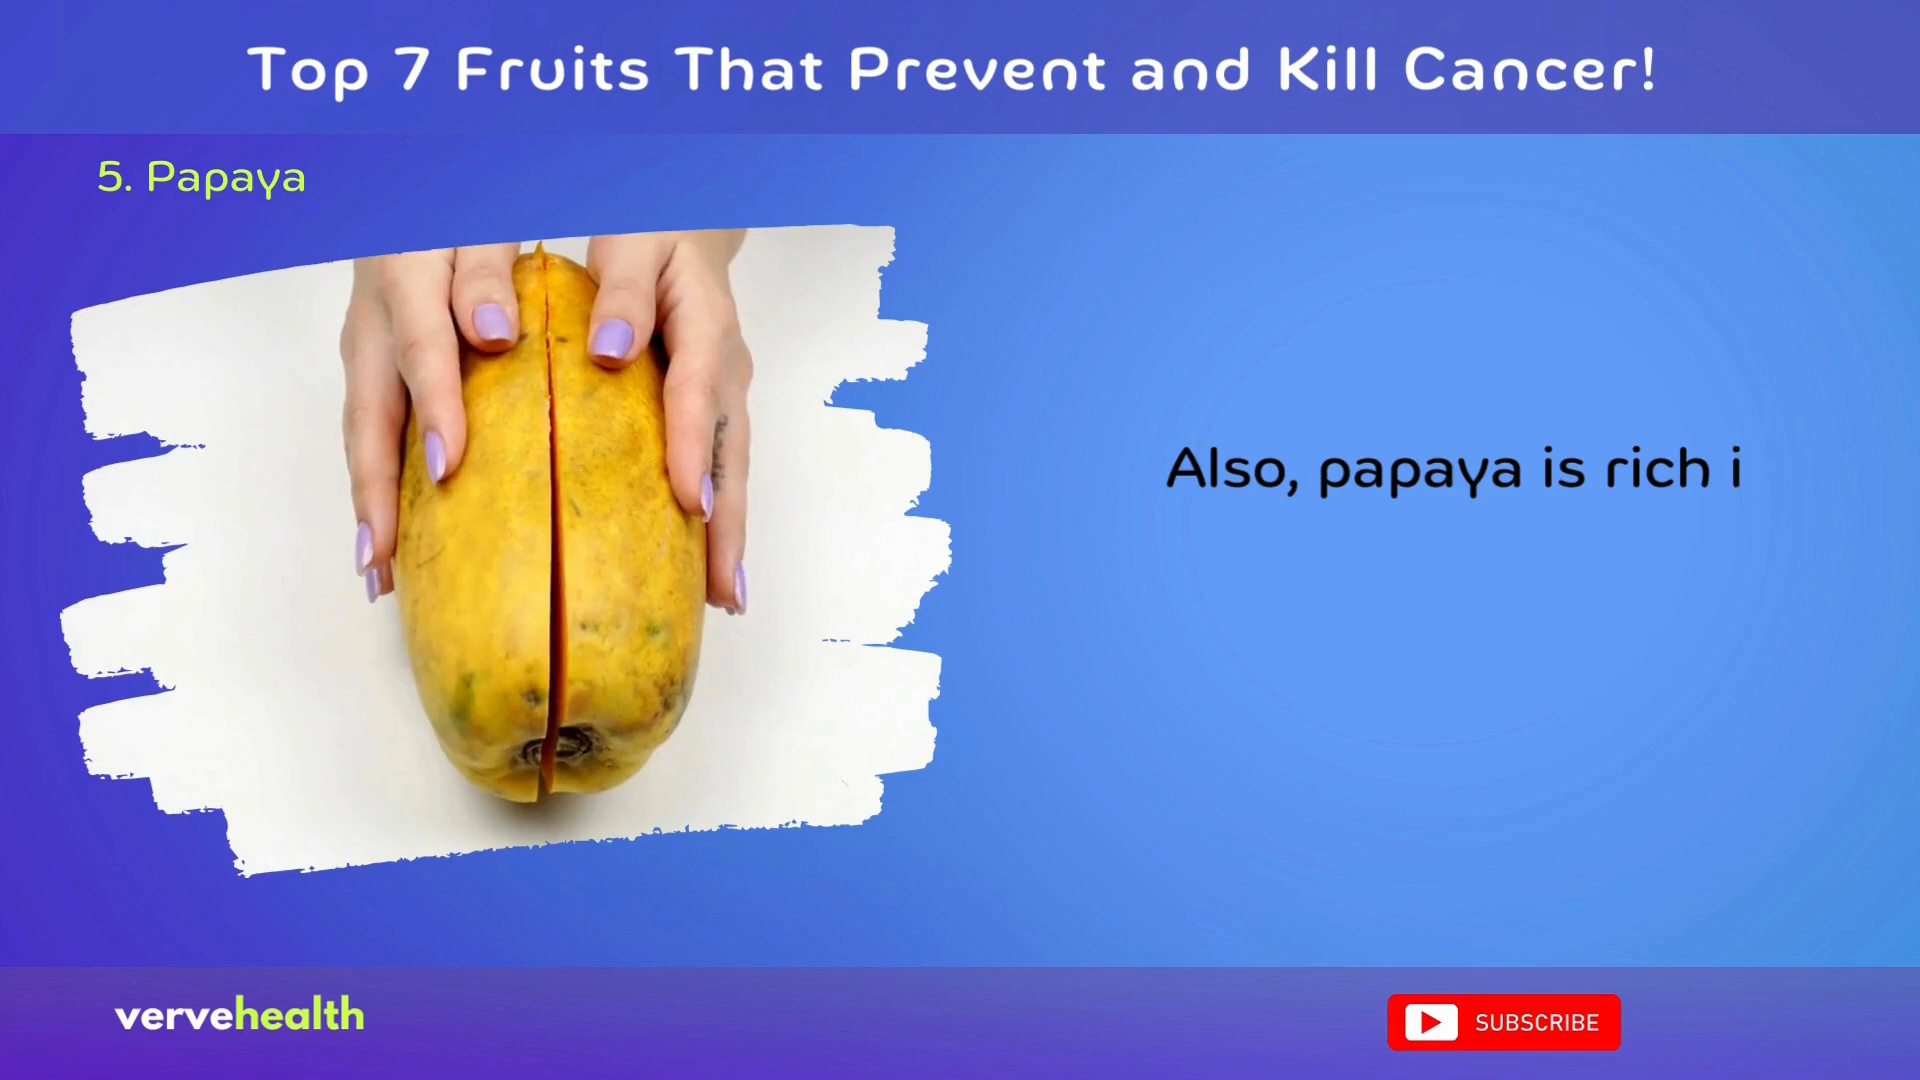 Top 7 Fruits That Prevent and Kill Cancer!
5. Papaya
Also, papaya is rich i
vervehealth
SUBSCRIBE